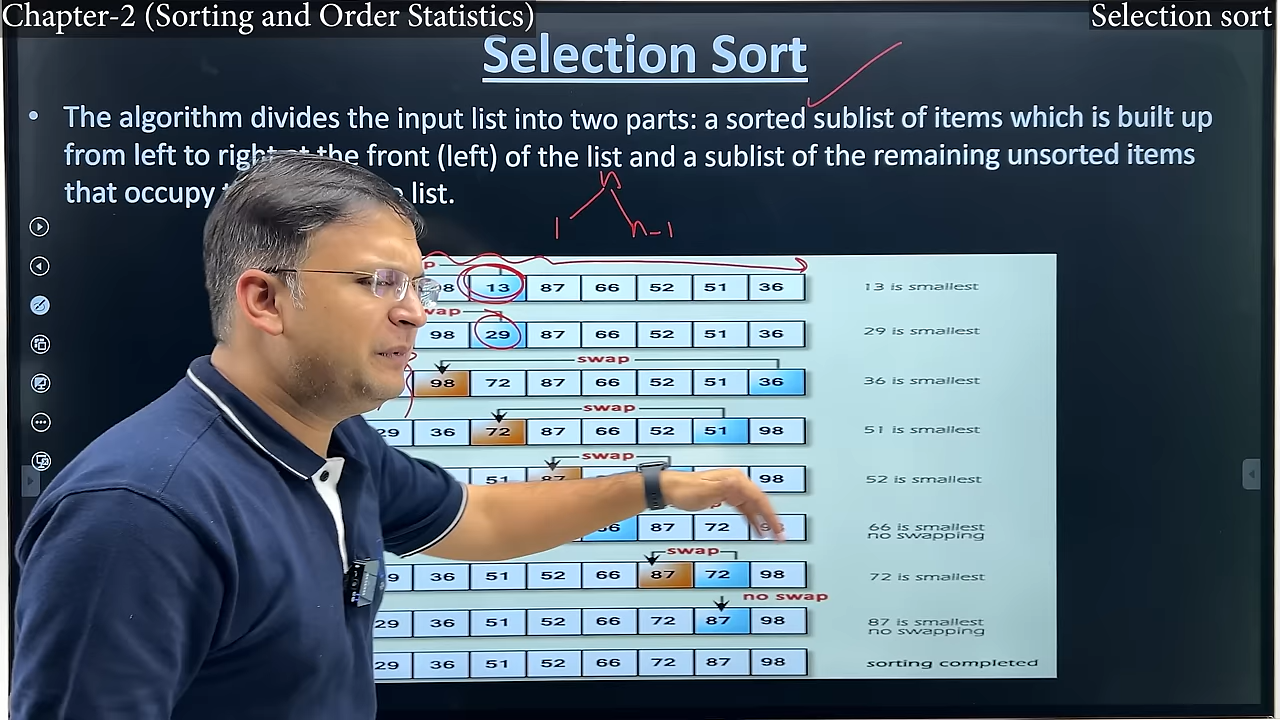 Chapter-2 (Sorting and Order Statistics)
Selection sort
Selection Sort
• The algorithm divides the input list into two parts: a sorted sublist of items which is built up
from left to right at the front (left) of the list and a sublist of the remaining unsorted items
that occupy list.
n
1 n-1
13 87 66 52 51 36 13 is smallest
98 29 87 66 52 51 36 29 is smallest
swap
98 72 87 66 52 51 36 36 is smallest
swap
29 36 72 87 66 52 51 98 51 is smallest
swap
51 87 98 52 is smallest
66 87 72 98 66 is smallest
no swapping
swap
36 51 52 66 87 72 98 72 is smallest
no swap
29 36 51 52 66 72 87 98 87 is smallest
no swapping
29 36 51 52 66 72 87 98 sorting completed